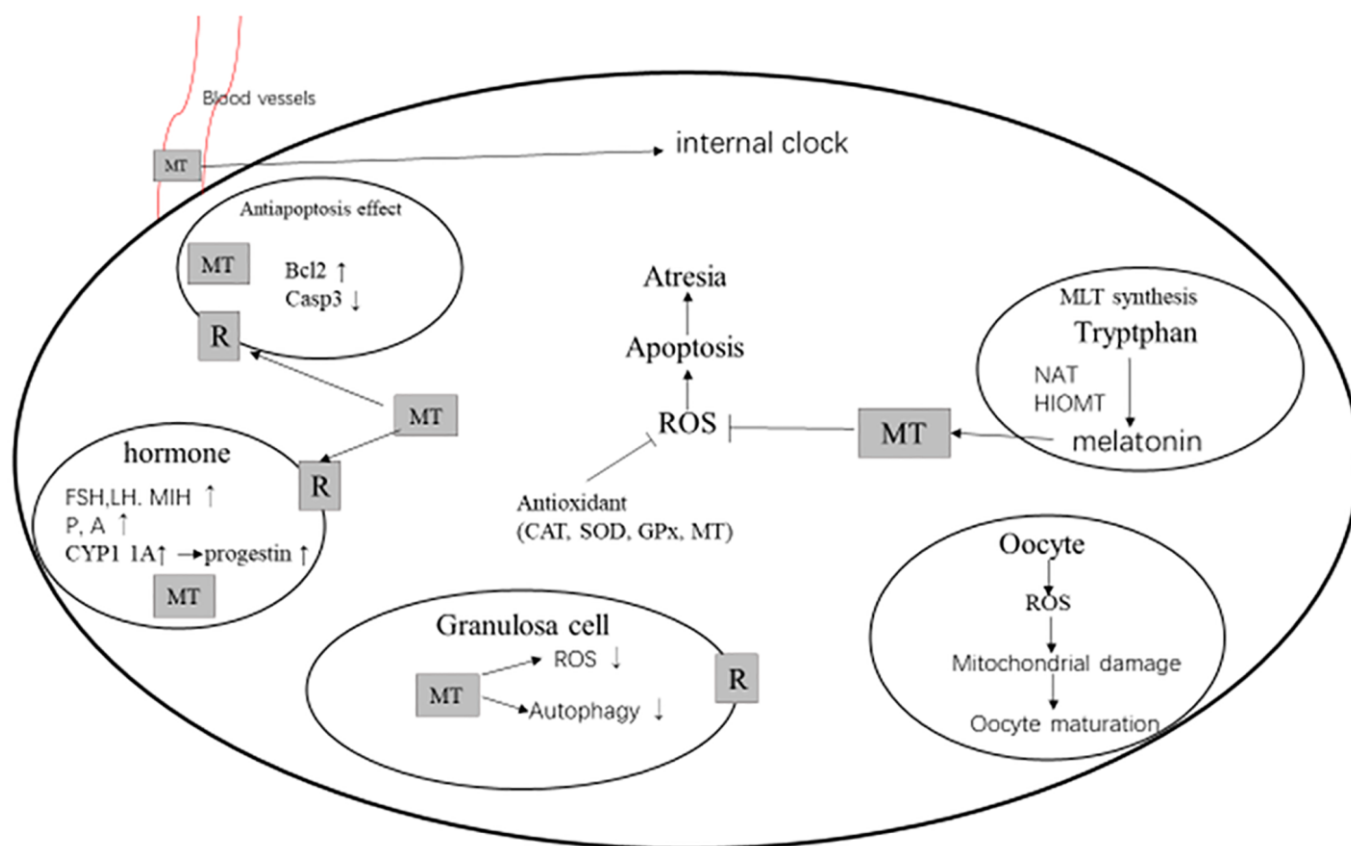 Blood vessels
MT
internal clock
Antiapoptosis effect
MT
Bcl2 ↑
Casp3 ↓
R
MT
hormone
R
FSH,LH. MIH ↑
P, A ↑
CYP1 1A↑ →progestin ↑
MT
Atresia
Apoptosis
ROS
MT
Antioxidant
(CAT, SOD, GPx, MT)
MLT synthesis
Tryptphan
NAT
HIOMT
melatonin
Granulosa cell
ROS ↓
MT
Autophagy ↓
R
Oocyte
ROS
Mitochondrial damage
Oocyte maturation